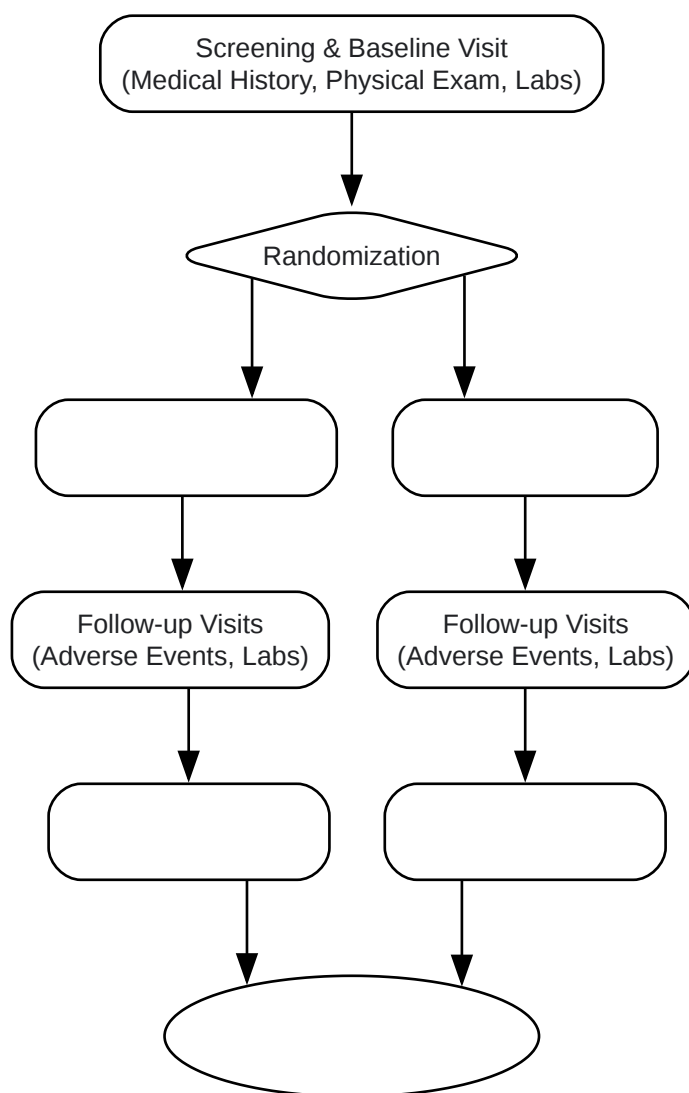 Screening & Baseline Visit
(Medical History, Physical Exam, Labs)
Randomization
Follow-up Visits
(Adverse Events, Labs)
Follow-up Visits
(Adverse Events, Labs)